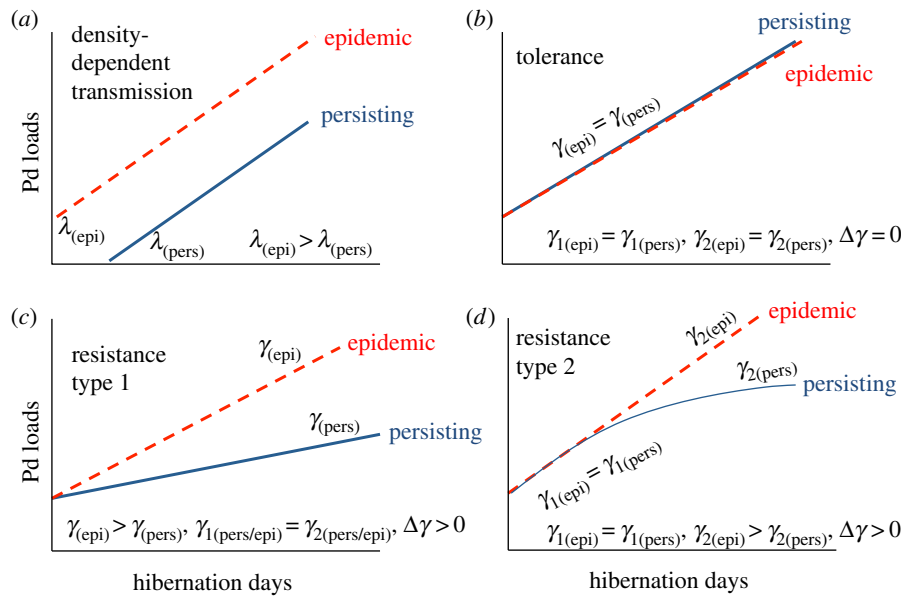 (a)
density-
dependent
transmission
epidemic
persisting
λ(epi)
λ(pers)
λ(epi) > λ(pers)
Pd loads
(b)
tolerance
persisting
epidemic
γ(epi) = γ(pers)
γ1(epi) = γ1(pers), γ2(epi) = γ2(pers), Δγ = 0
(c)
resistance
type 1
γ(epi)
epidemic
γ(pers)
persisting
γ(epi) > γ(pers), γ1(pers/epi) = γ2(pers/epi), Δγ > 0
Pd loads
hibernation days
(d)
resistance
type 2
γ2(epi)
epidemic
γ2(pers)
persisting
γ1(epi) = γ1(pers)
γ1(epi) = γ1(pers), γ2(epi) > γ2(pers), Δγ > 0
hibernation days